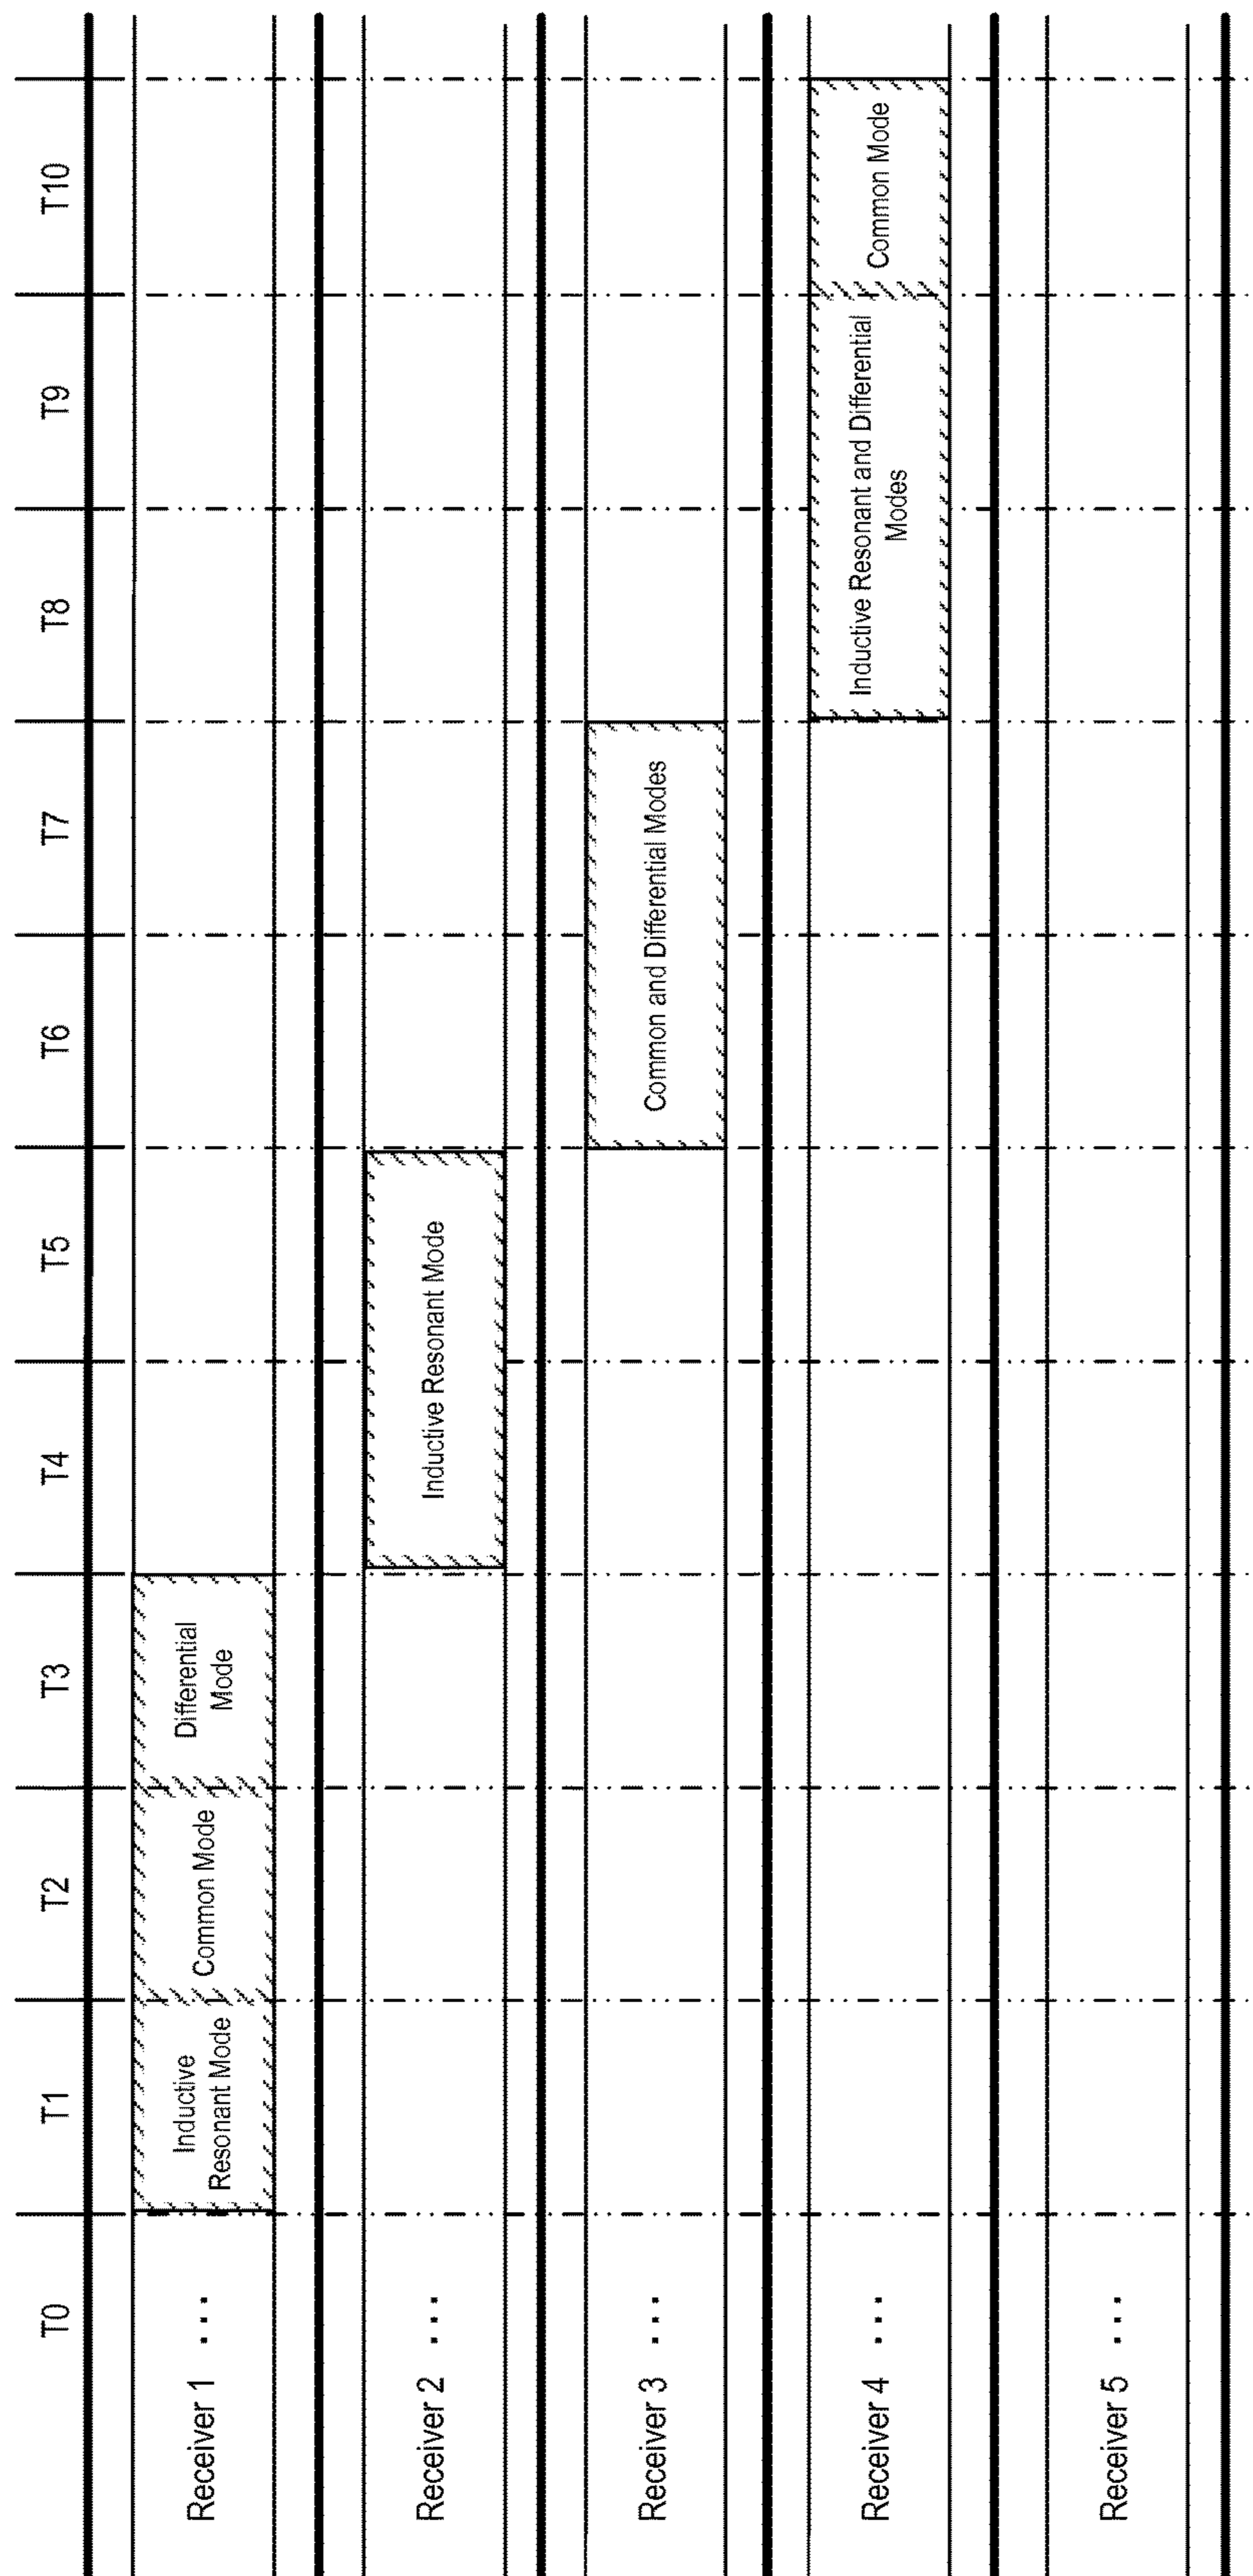 T0 T1 T2 T3 T4 T5 T6 T7 T8 T9 T10
Receiver 1 ...
Inductive
Resonant Mode
Common Mode
Differential
Mode
Receiver 2 ...
Inductive Resonant Mode
Receiver 3 ...
Common and Differential Modes
Receiver 4 ...
Inductive Resonant and Differential
Modes
Common Mode
Receiver 5 ...